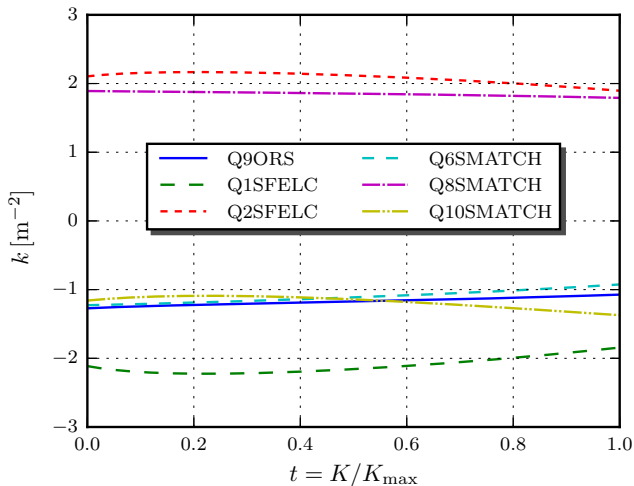 3
2
1
0
−1
−2
−3
k [m⁻²]
Q9ORS
Q1SFELC
Q2SFELC
Q6SMATCH
Q8SMATCH
Q10SMATCH
0.0 0.2 0.4 0.6 0.8 1.0
t = K/Kmax